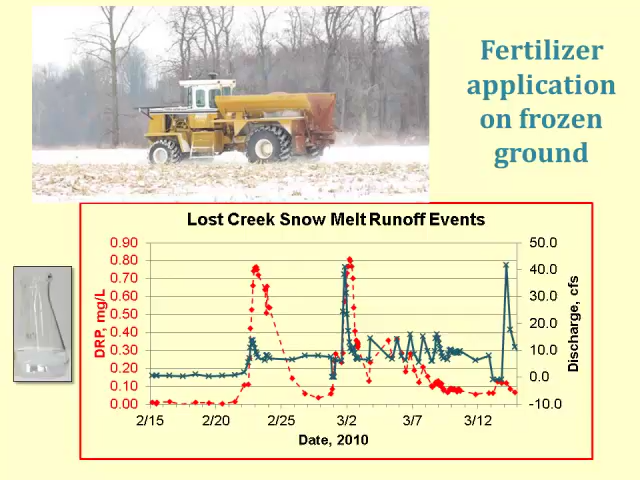 Fertilizer
application
on frozen
ground
Lost Creek Snow Melt Runoff Events
0.90
0.80
0.70
0.60
0.50
0.40
0.30
0.20
0.10
0.00
DRP, mg/L
50.0
40.0
30.0
20.0
10.0
0.0
-10.0
Discharge, cfs
2/15 2/20 2/25 3/2 3/7 3/12
Date, 2010